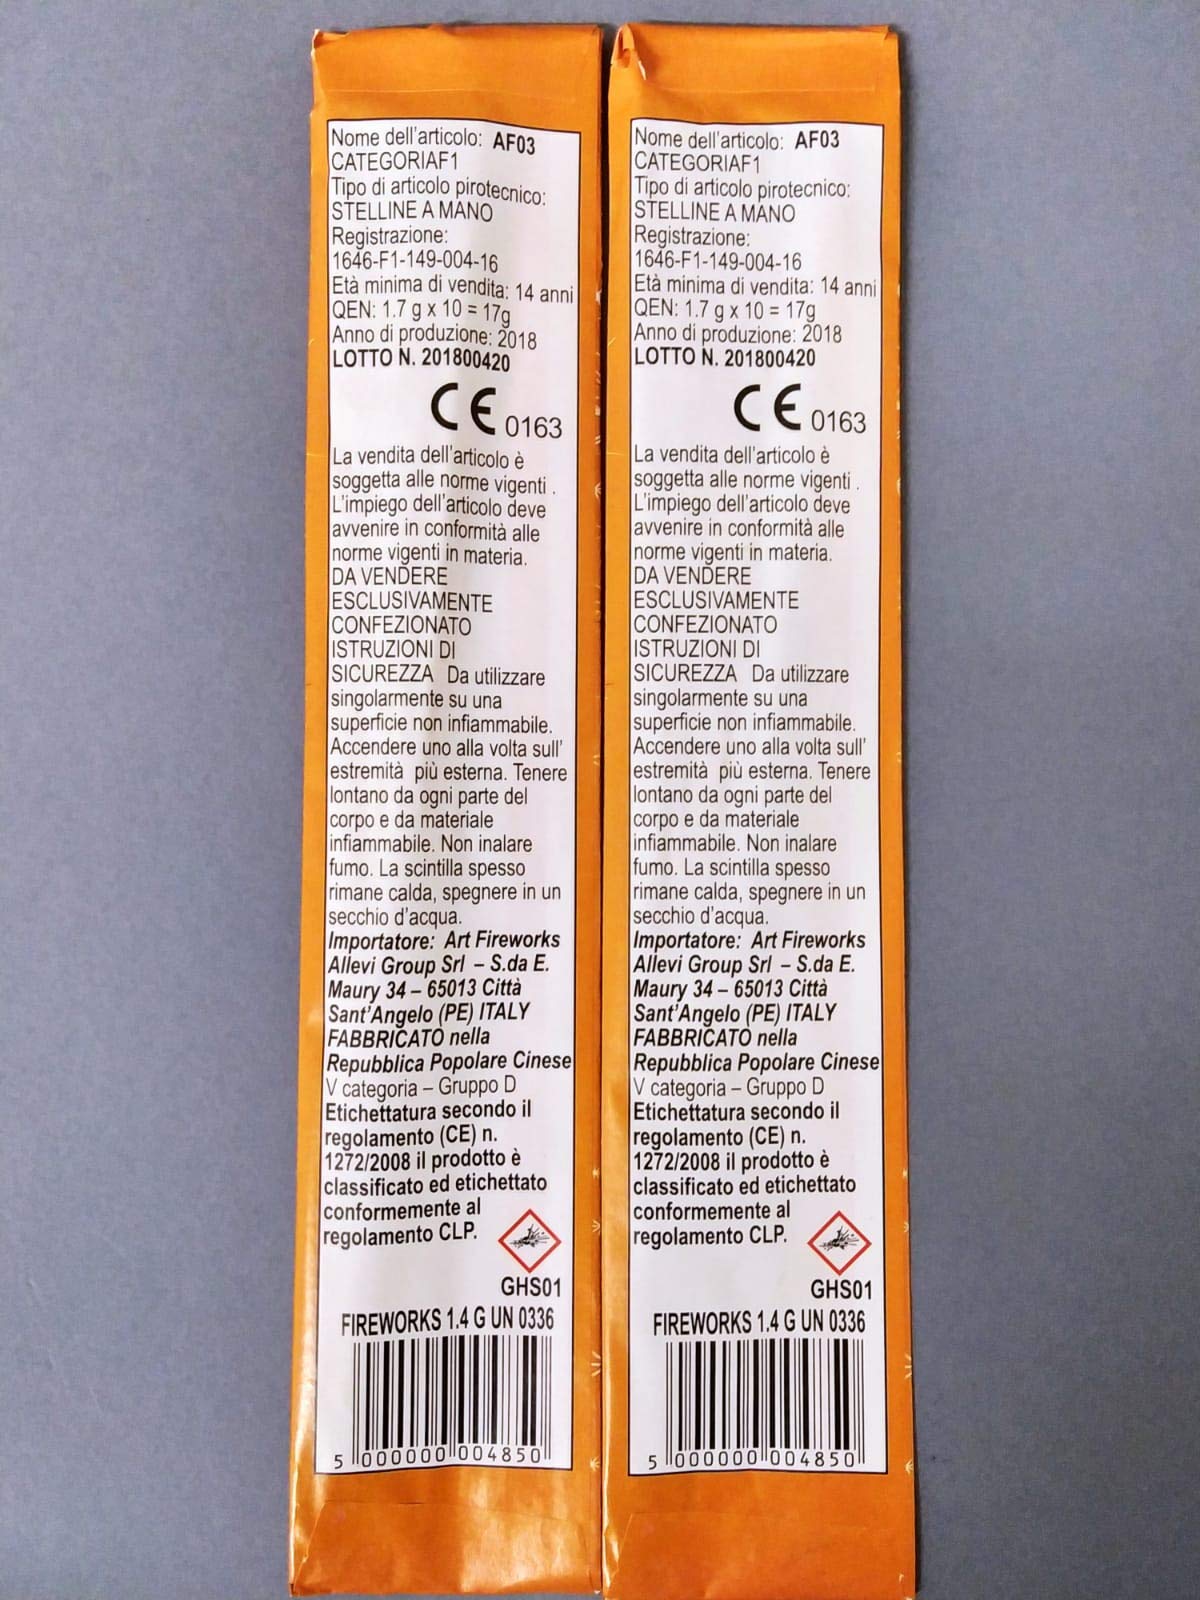 Nome dell'articolo: AF03
CATEGORIAF1
Tipo di articolo pirotecnico:
STELLINE A MANO
Registrazione:
1646-F1-149-004-16
Età minima di vendita: 14 anni
QEN: 1.7 g x 10 = 17g
Anno di produzione: 2018
LOTTO N. 201800420
CE 0163
La vendita dell'articolo è
soggetta alle norme vigenti .
L'impiego dell'articolo deve
avvenire in conformità alle
norme vigenti in materia.
DA VENDERE
ESCLUSIVAMENTE
CONFEZIONATO
ISTRUZIONI DI
SICUREZZA Da utilizzare
singolarmente su una
superficie non infiammabile.
Accendere uno alla volta sull'
estremità più esterna. Tenere
lontano da ogni parte del
corpo e da materiale
infiammabile. Non inalare
fumo. La scintilla spesso
rimane calda, spegnere in un
secchio d'acqua.
Importatore: Art Fireworks
Allevi Group Srl – S.da E.
Maury 34 – 65013 Città
Sant'Angelo (PE) ITALY
FABBRICATO nella
Repubblica Popolare Cinese
V categoria – Gruppo D
Etichettatura secondo il
regolamento (CE) n.
1272/2008 il prodotto è
classificato ed etichettato
conformemente al
regolamento CLP.
GHS01
FIREWORKS 1.4 G UN 0336
5 000000 004850
Nome dell'articolo: AF03
CATEGORIAF1
Tipo di articolo pirotecnico:
STELLINE A MANO
Registrazione:
1646-F1-149-004-16
Età minima di vendita: 14 anni
QEN: 1.7 g x 10 = 17g
Anno di produzione: 2018
LOTTO N. 201800420
CE 0163
La vendita dell'articolo è
soggetta alle norme vigenti .
L'impiego dell'articolo deve
avvenire in conformità alle
norme vigenti in materia.
DA VENDERE
ESCLUSIVAMENTE
CONFEZIONATO
ISTRUZIONI DI
SICUREZZA Da utilizzare
singolarmente su una
superficie non infiammabile.
Accendere uno alla volta sull'
estremità più esterna. Tenere
lontano da ogni parte del
corpo e da materiale
infiammabile. Non inalare
fumo. La scintilla spesso
rimane calda, spegnere in un
secchio d'acqua.
Importatore: Art Fireworks
Allevi Group Srl – S.da E.
Maury 34 – 65013 Città
Sant'Angelo (PE) ITALY
FABBRICATO nella
Repubblica Popolare Cinese
V categoria – Gruppo D
Etichettatura secondo il
regolamento (CE) n.
1272/2008 il prodotto è
classificato ed etichettato
conformemente al
regolamento CLP.
GHS01
FIREWORKS 1.4 G UN 0336
5 000000 004850